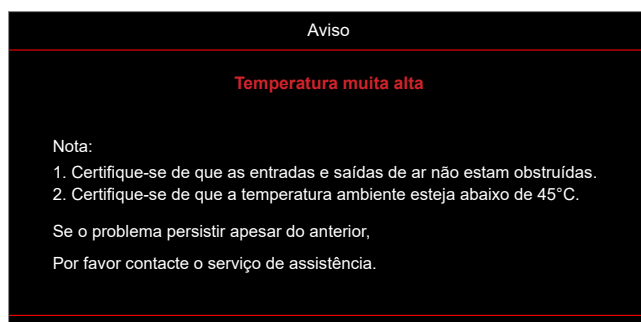 Aviso
Temperatura muita alta
Nota:
1. Certifique-se de que as entradas e saídas de ar não estam obstruídas.
2. Certifique-se de que a temperatura ambiente esteja abaixo de 45°C.
Se o problema persistir apesar do anterior,
Por favor contacte o serviço de assistência.